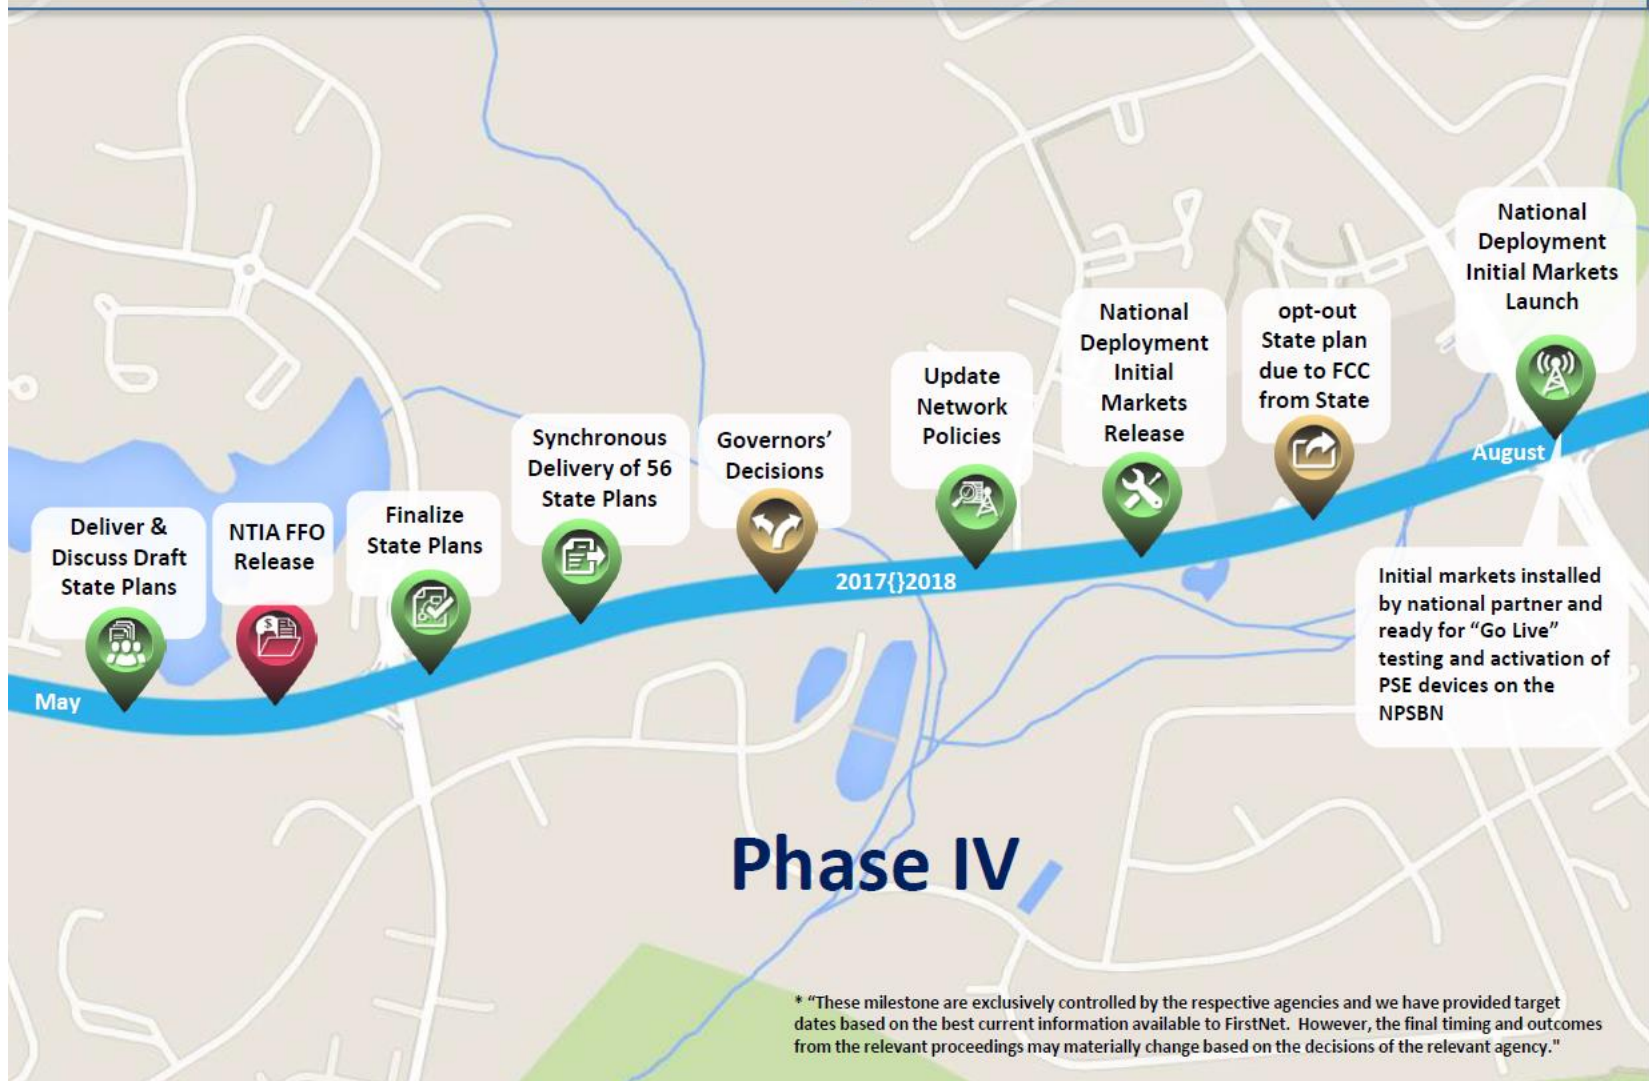 Deliver &
Discuss Draft
State Plans
NTIA FFO
Release
Finalize
State Plans
Synchronous
Delivery of 56
State Plans
Governors’
Decisions
Update
Network
Policies
National
Deployment
Initial
Markets
Release
opt-out
State plan
due to FCC
from State
National
Deployment
Initial Markets
Launch
May
2017{}2018
August
$
Initial markets installed
by national partner and
ready for “Go Live”
testing and activation of
PSE devices on the
NPSBN
Phase IV
* “These milestone are exclusively controlled by the respective agencies and we have provided target
dates based on the best current information available to FirstNet.  However, the final timing and outcomes
from the relevant proceedings may materially change based on the decisions of the relevant agency."